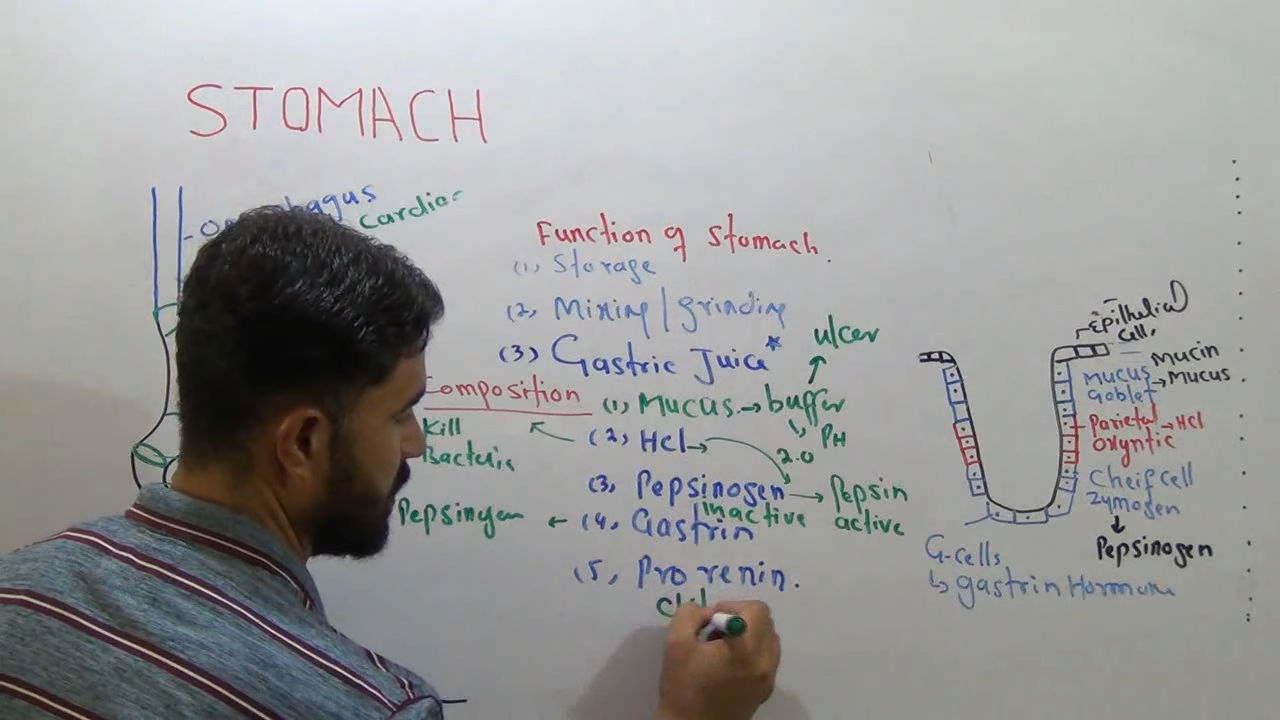 STOMACH
Cardiac
Function of Stomach.
(1) Storage
(2) Mixing / grinding
(3) Gastric Juice*
ulcer
Composition
(1) Mucus → buffer
PH
2.0
(2) Hcl →
Kill
Bacteria
(3) Pepsinogen → Pepsin
inactive
active
Pepsinogen ← (4) Gastrin
(5) Pro renin.
Epithelial
Cells
Mucin
Mucus → Mucus
Goblet
Parietal → Hcl
Oxyntic
Cheif cell
Zymogen
Pepsinogen
G-cells
↳ gastrin Hormone